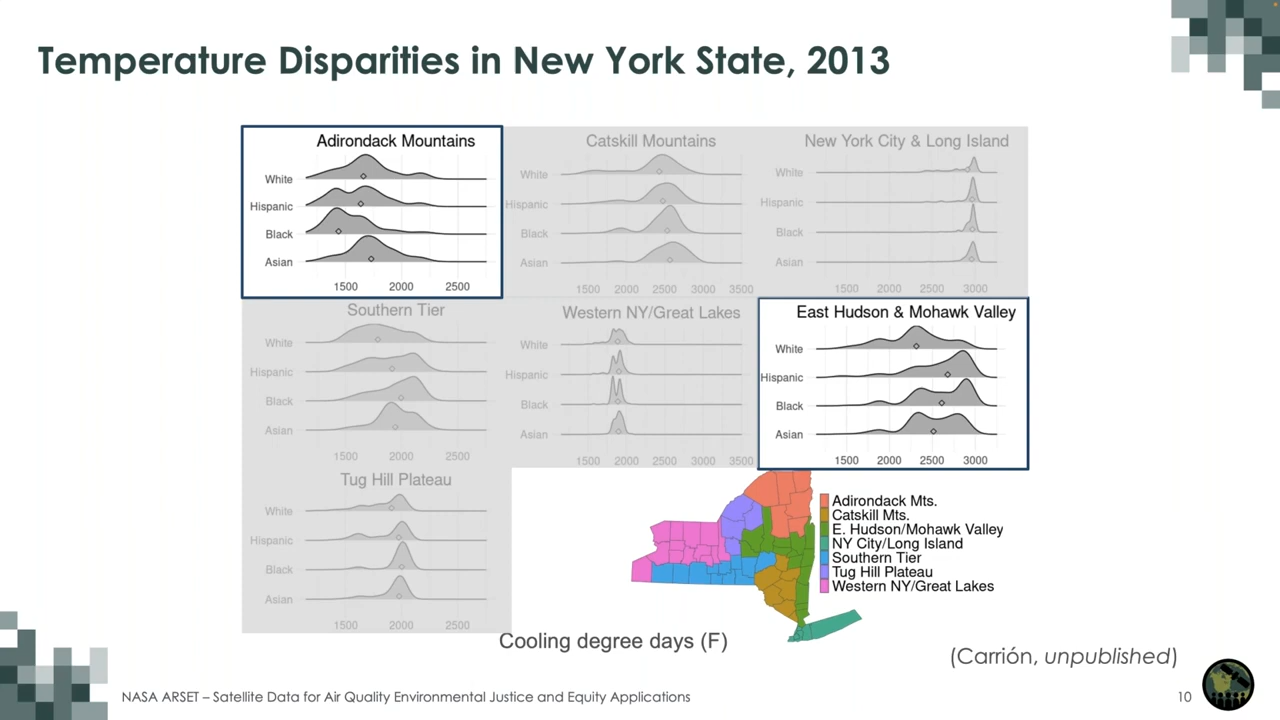 Temperature Disparities in New York State, 2013
Adirondack Mountains
White
Hispanic
Black
Asian
1500 2000 2500
Catskill Mountains
White
Hispanic
Black
Asian
1500 2000 2500 3000 3500
New York City & Long Island
White
Hispanic
Black
Asian
1500 2000 2500 3000
Southern Tier
White
Hispanic
Black
Asian
1500 2000 2500
Western NY/Great Lakes
White
Hispanic
Black
Asian
1500 2000 2500 3000 3500
East Hudson & Mohawk Valley
White
Hispanic
Black
Asian
1500 2000 2500 3000
Tug Hill Plateau
White
Hispanic
Black
Asian
1500 2000 2500
Adirondack Mts.
Catskill Mts.
E. Hudson/Mohawk Valley
NY City/Long Island
Southern Tier
Tug Hill Plateau
Western NY/Great Lakes
Cooling degree days (F)
(Carrión, unpublished)
NASA ARSET – Satellite Data for Air Quality Environmental Justice and Equity Applications
10